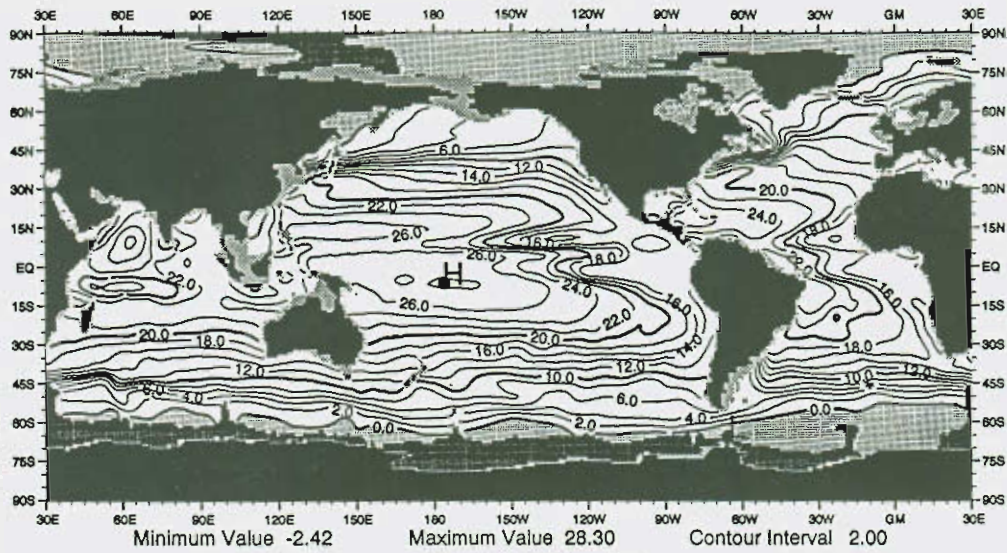 30E 60E 90E 120E 150E 180 150W 120W 90W 60W 30W GM 30E
90N 90N
75N 75N
60N 60N
6.0
45N 45N
12.0
14.0
30N 30N
20.0
22.0 24.0
15N 15N
26.0 16.0 18.0
26.0 18.0
EQ H EQ
22.0 24.0 16.0 16.0
26.0
15S 15S
22.0
20.0 18.0 20.0 18.0
30S 14.0 30S
16.0
12.0 12.0 12.0
10.0 10.0
45S 45S
4.0 6.0
2.0 4.0 0.0
60S 0.0 2.0 60S
75S 75S
90S 90S
30E 60E 90E 120E 150E 180 150W 120W 90W 60W 30W GM 30E
Minimum Value -2.42 Maximum Value 28.30 Contour Interval 2.00